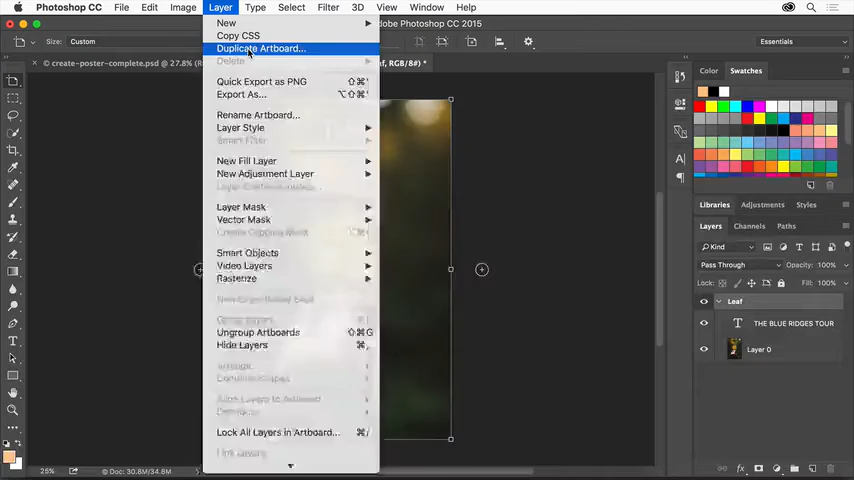 Photoshop CC File Edit Image Layer Type Select Filter 3D View Window Help
Adobe Photoshop CC 2015
Size: Custom
Essentials
© create-poster-complete.psd @ 27.8%
af, RGB/8#) *
New
Copy CSS
Duplicate Artboard...
Delete
Quick Export as PNG ⇧⌘'
Export As... ⌥⇧⌘'
Rename Artboard...
Layer Style
Smart Filter
New Fill Layer
New Adjustment Layer
Layer Content Options...
Layer Mask
Vector Mask
Create Clipping Mask
Smart Objects
Video Layers
Rasterize
Group Layers
Ungroup Artboards ⇧⌘G
Hide Layers ⌘,
Arrange
Combine Shapes
Align Layers to Artboard
Distribute
Lock All Layers in Artboard... ⌘/
Link Layers
Color Swatches
Libraries Adjustments Styles
Layers Channels Paths
Kind
Pass Through Opacity: 100%
Lock: Fill: 100%
Leaf
T THE BLUE RIDGES TOUR
Layer 0
25% Doc: 30.8M/34.8M